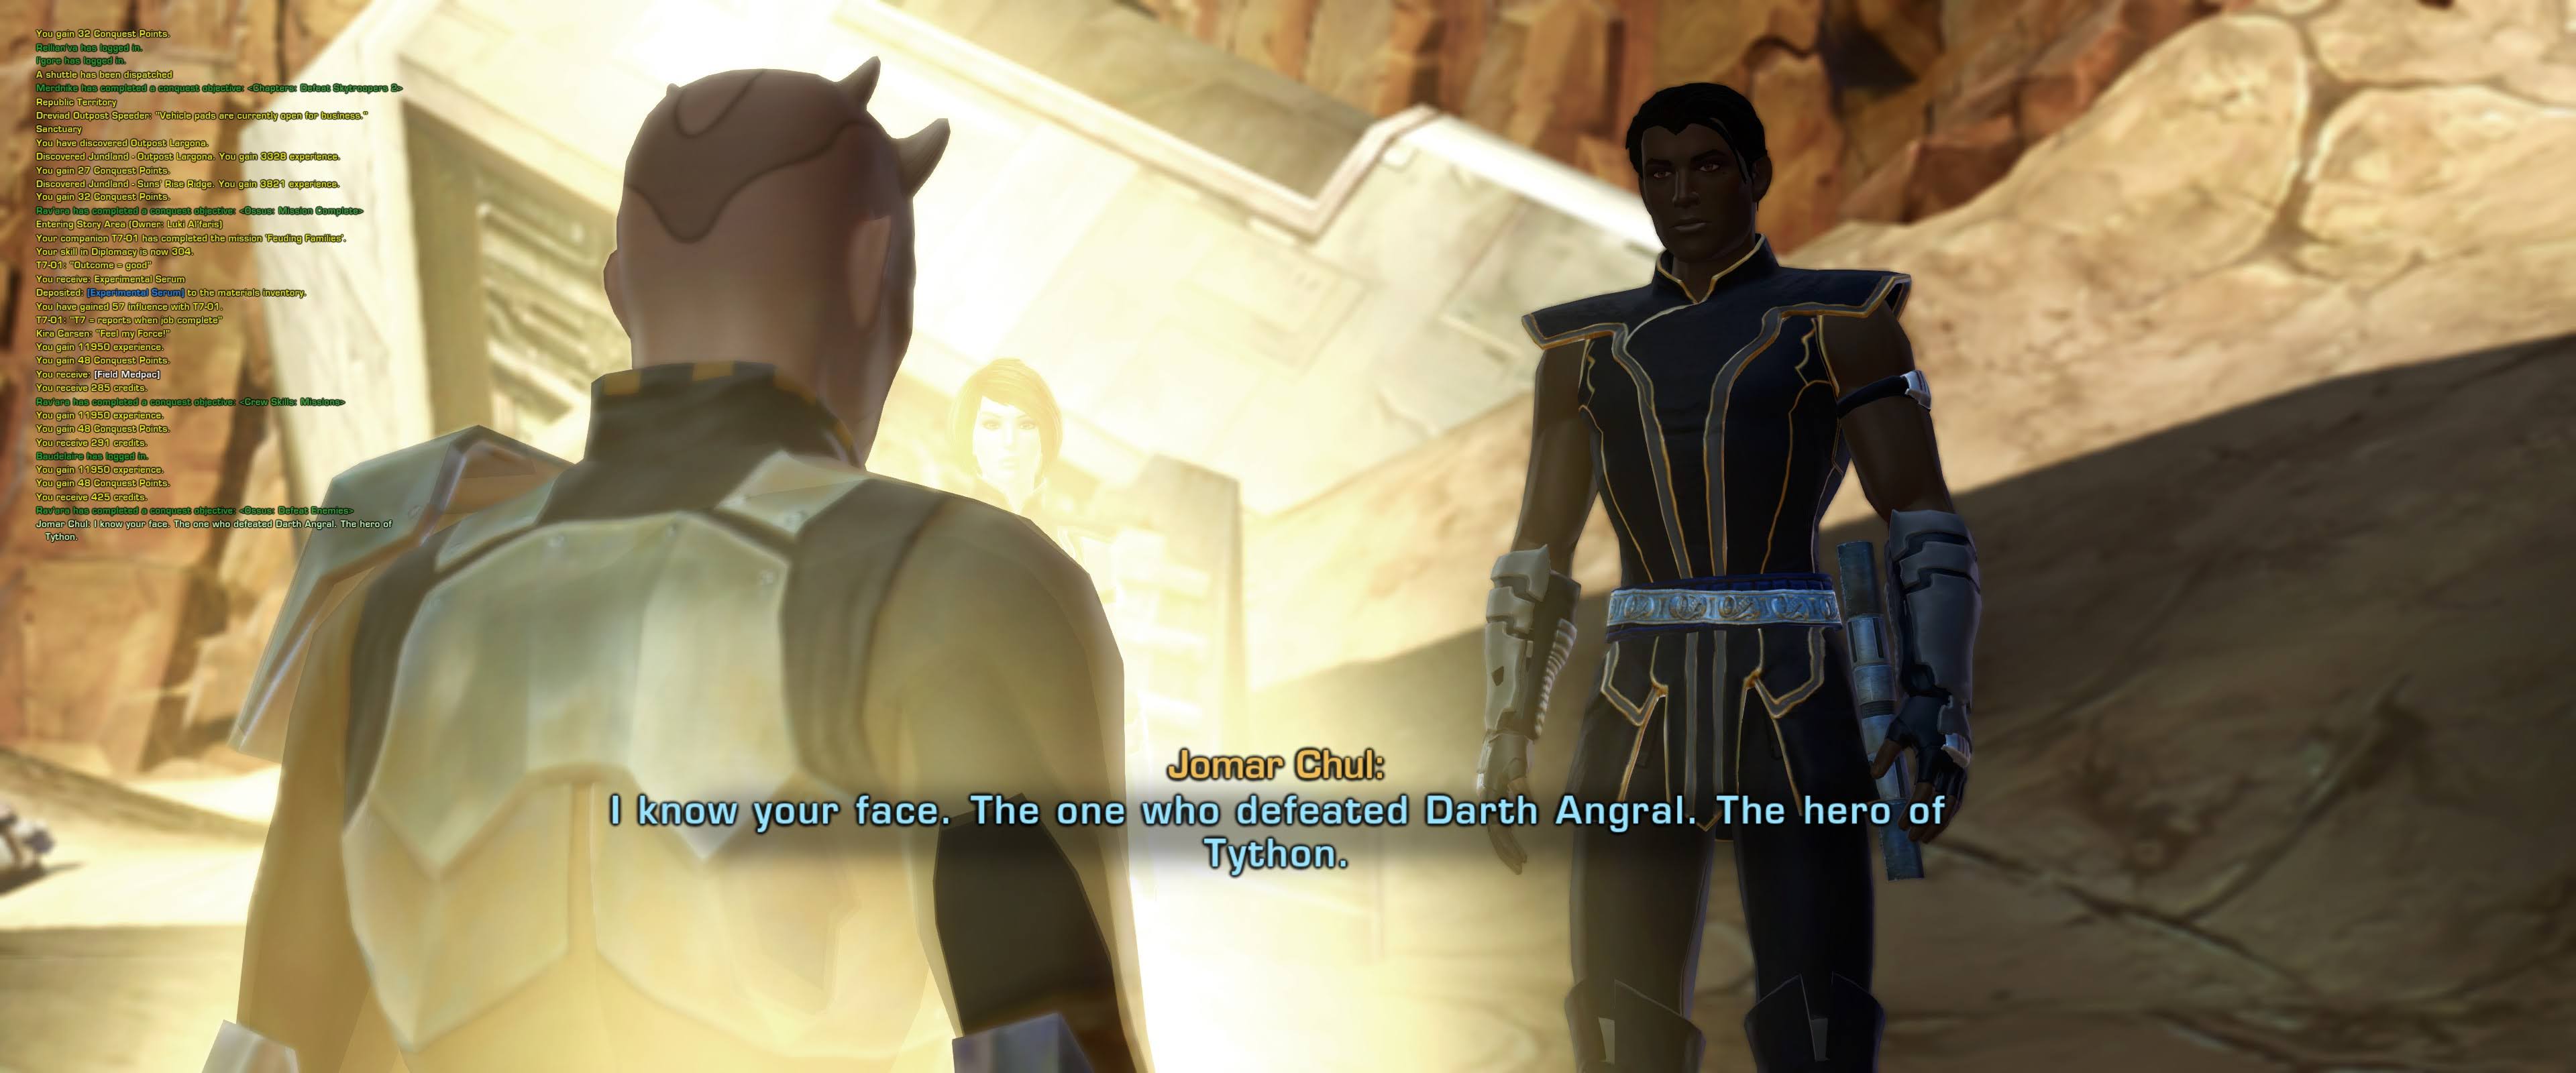 You gain 32 Conquest Points.
Rellian'va has logged in.
I'gore has logged in.
A shuttle has been dispatched
Merdnike has completed a conquest objective: <Chapters: Defeat Skytroopers 2>
Republic Territory
Dreviad Outpost Speeder: "Vehicle pads are currently open for business."
Sanctuary
You have discovered Outpost Largona.
Discovered Jundland - Outpost Largona. You gain 3328 experience.
You gain 27 Conquest Points.
Discovered Jundland - Suns' Rise Ridge. You gain 3821 experience.
You gain 32 Conquest Points.
Rav'ara has completed a conquest objective: <Ossus: Mission Complete>
Entering Story Area (Owner: Luki Al'faris)
Your companion T7-01 has completed the mission 'Feuding Families'.
Your skill in Diplomacy is now 304.
T7-01: "Outcome = good"
You receive: Experimental Serum
Deposited: [Experimental Serum] to the materials inventory.
You have gained 57 influence with T7-01.
T7-01: "T7 = reports when job complete"
Kira Carsen: "Feel my Force!"
You gain 11950 experience.
You gain 48 Conquest Points.
You receive: [Field Medpac]
You receive 285 credits.
Rav'ara has completed a conquest objective: <Crew Skills: Missions>
You gain 11950 experience.
You gain 48 Conquest Points.
You receive 291 credits.
Baudelaire has logged in.
You gain 11950 experience.
You gain 48 Conquest Points.
You receive 425 credits.
Rav'ara has completed a conquest objective: <Ossus: Defeat Enemies>
Jomar Chul: I know your face. The one who defeated Darth Angral. The hero of
Tython.
Jomar Chul:
I know your face. The one who defeated Darth Angral. The hero of
Tython.